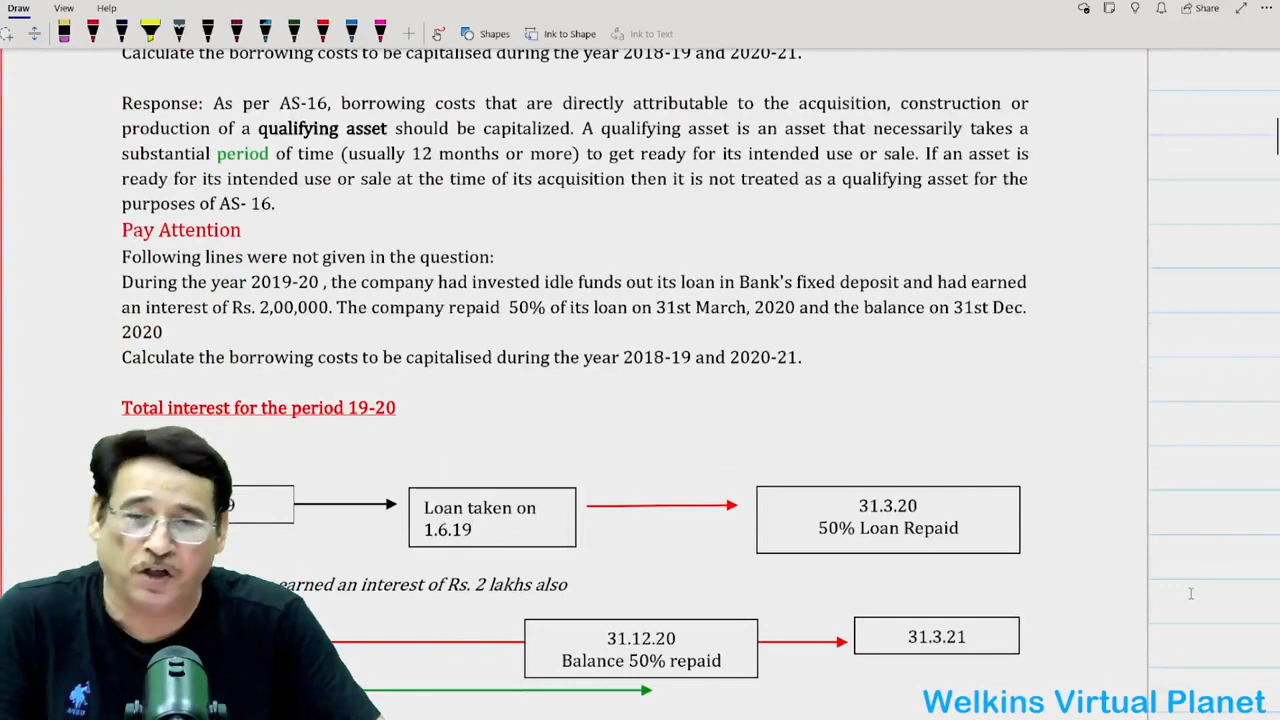 Draw View Help
Shapes Ink to Shape Ink to Text Share
Calculate the borrowing costs to be capitalised during the year 2018-19 and 2020-21.
Response: As per AS-16, borrowing costs that are directly attributable to the acquisition, construction or
production of a qualifying asset should be capitalized. A qualifying asset is an asset that necessarily takes a
substantial period of time (usually 12 months or more) to get ready for its intended use or sale. If an asset is
ready for its intended use or sale at the time of its acquisition then it is not treated as a qualifying asset for the
purposes of AS- 16.
Pay Attention
Following lines were not given in the question:
During the year 2019-20 , the company had invested idle funds out its loan in Bank's fixed deposit and had earned
an interest of Rs. 2,00,000. The company repaid 50% of its loan on 31st March, 2020 and the balance on 31st Dec.
2020
Calculate the borrowing costs to be capitalised during the year 2018-19 and 2020-21.
Total interest for the period 19-20
9
Loan taken on
1.6.19
31.3.20
50% Loan Repaid
earned an interest of Rs. 2 lakhs also
31.12.20
Balance 50% repaid
31.3.21
Welkins Virtual Planet